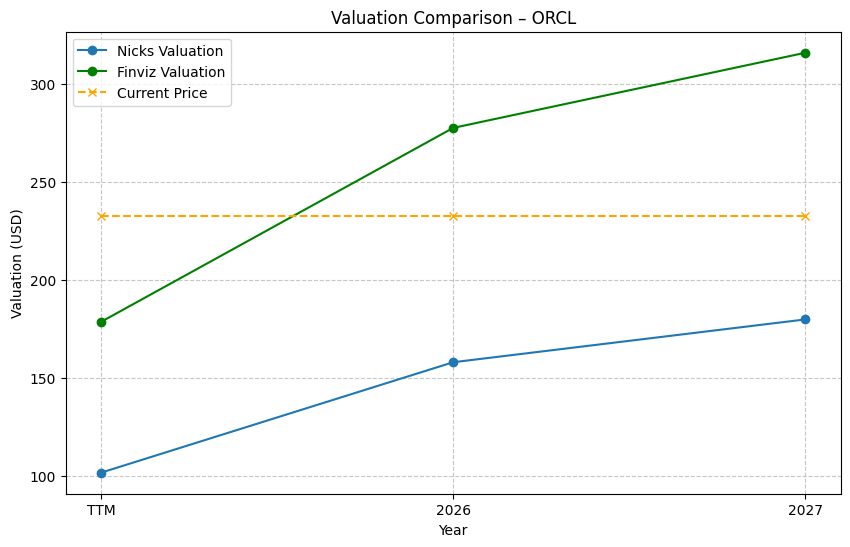 Valuation Comparison – ORCL
Nicks Valuation
Finviz Valuation
Current Price
Valuation (USD)
300
250
200
150
100
TTM
2026
2027
Year